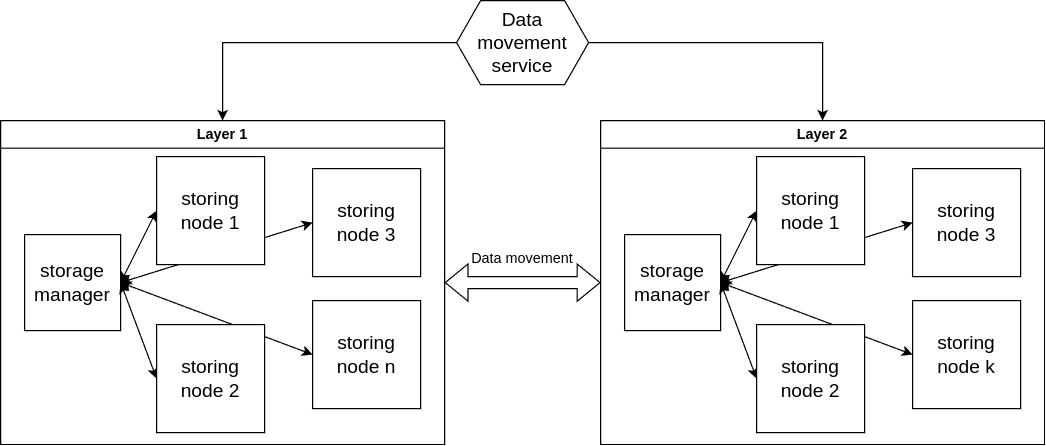 Data
movement
service
Layer 1
storing
node 1
storing
node 3
storage
manager
storing
node 2
storing
node n
Data movement
Layer 2
storing
node 1
storing
node 3
storage
manager
storing
node 2
storing
node k